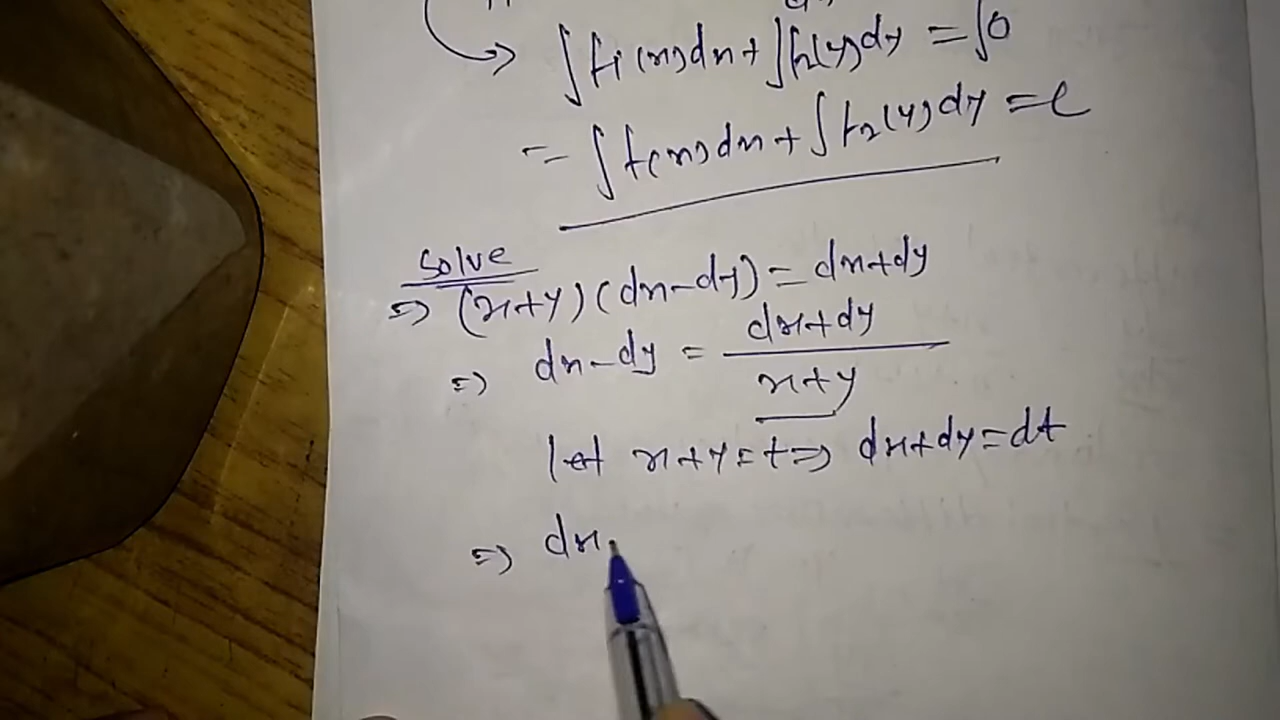 ∫f₁(x)dx + ∫f₂(y)dy = ∫0
= ∫f(x)dx + ∫f₂(y)dy = c
Solve
⇒ (x+y)(dx-dy) = dx+dy
⇒ dx-dy = dx+dy / x+y
let x+y=t ⇒ dx+dy=dt
⇒ dx